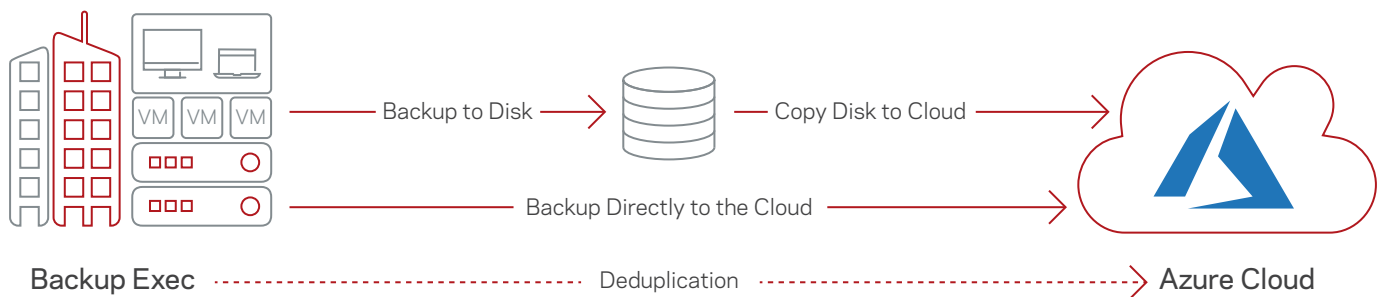 VM VM VM
Backup to Disk
Copy Disk to Cloud
Backup Directly to the Cloud
Backup Exec
Deduplication
Azure Cloud